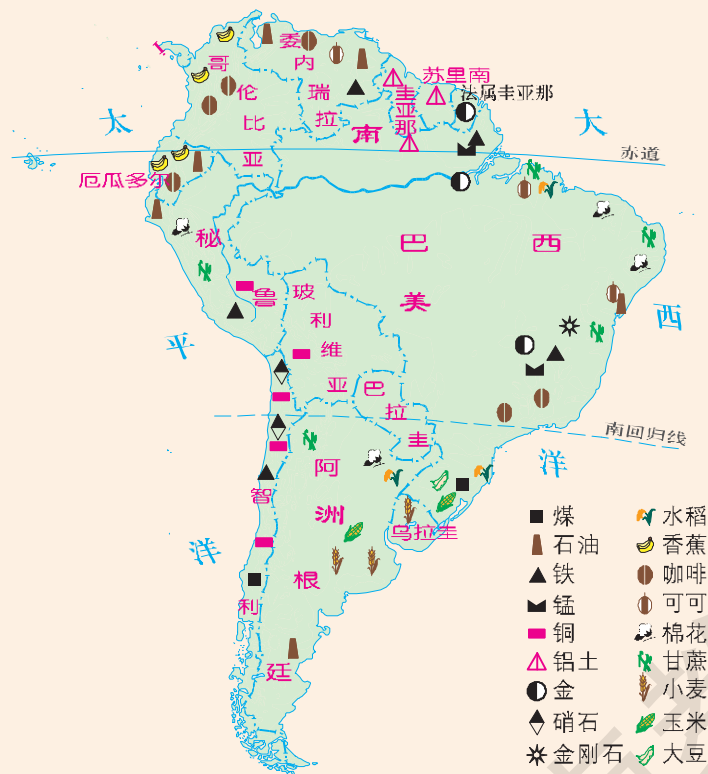 委
内
瑞
拉
哥
伦
比
亚
圭
亚
那
苏里南
法属圭亚那
太
平
洋
大
西
洋
赤道
南
美
洲
厄瓜多尔
秘
鲁
巴
西
玻
利
维
亚
巴
拉
圭
南回归线
阿
根
廷
智
利
乌拉圭
煤
石油
铁
锰
铜
铝土
金
硝石
金刚石
水稻
香蕉
咖啡
可可
棉花
甘蔗
小麦
玉米
大豆